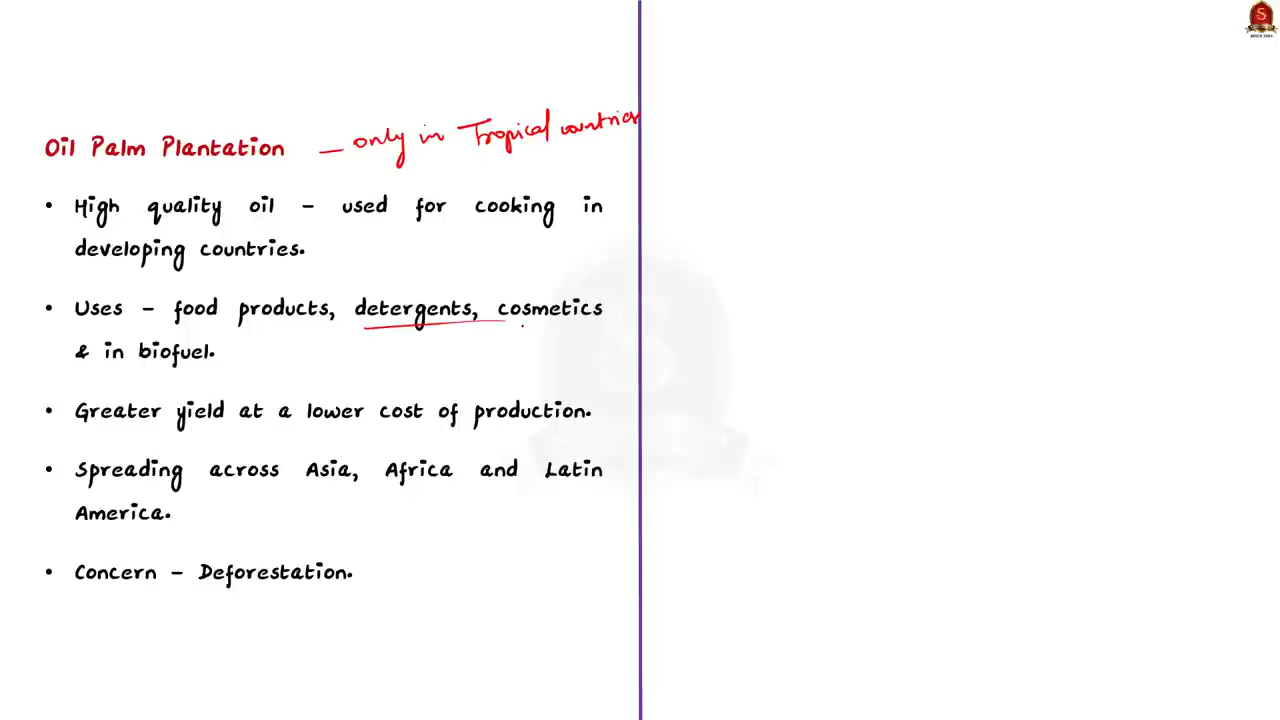 Oil Palm Plantation – only in Tropical countries
• High quality oil – used for cooking in
developing countries.
• Uses – food products, detergents, cosmetics
& in biofuel.
• Greater yield at a lower cost of production.
• Spreading across Asia, Africa and Latin
America.
• Concern – Deforestation.
S